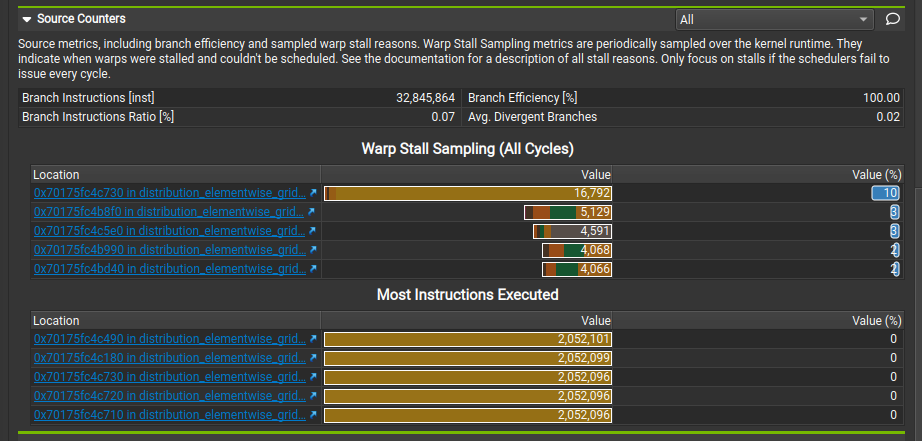 Source Counters
All
Source metrics, including branch efficiency and sampled warp stall reasons. Warp Stall Sampling metrics are periodically sampled over the kernel runtime. They
indicate when warps were stalled and couldn't be scheduled. See the documentation for a description of all stall reasons. Only focus on stalls if the schedulers fail to
issue every cycle.
Branch Instructions [inst] 32,845,864 Branch Efficiency [%] 100.00
Branch Instructions Ratio [%] 0.07 Avg. Divergent Branches 0.02
Warp Stall Sampling (All Cycles)
Location Value Value (%)
0x70175fc4c730 in distribution_elementwise_grid... 16,792 10
0x70175fc4b8f0 in distribution_elementwise_grid... 5,129 3
0x70175fc4c5e0 in distribution_elementwise_grid... 4,591 3
0x70175fc4b990 in distribution_elementwise_grid... 4,068 2
0x70175fc4bd40 in distribution_elementwise_grid... 4,066 2
Most Instructions Executed
Location Value Value (%)
0x70175fc4c490 in distribution_elementwise_grid... 2,052,101 0
0x70175fc4c180 in distribution_elementwise_grid... 2,052,099 0
0x70175fc4c730 in distribution_elementwise_grid... 2,052,096 0
0x70175fc4c720 in distribution_elementwise_grid... 2,052,096 0
0x70175fc4c710 in distribution_elementwise_grid... 2,052,096 0